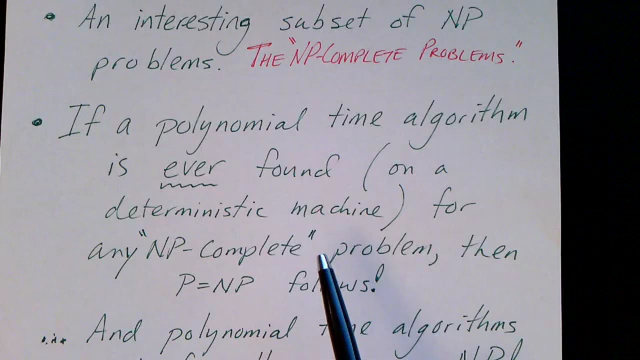 • An interesting subset of NP
problems. THE "NP-COMPLETE PROBLEMS."
• If a polynomial time algorithm
is ever found (on a
deterministic machine) for
any "NP-Complete" problem, then
P=NP follows!
... And polynomial time algorithms
NP!